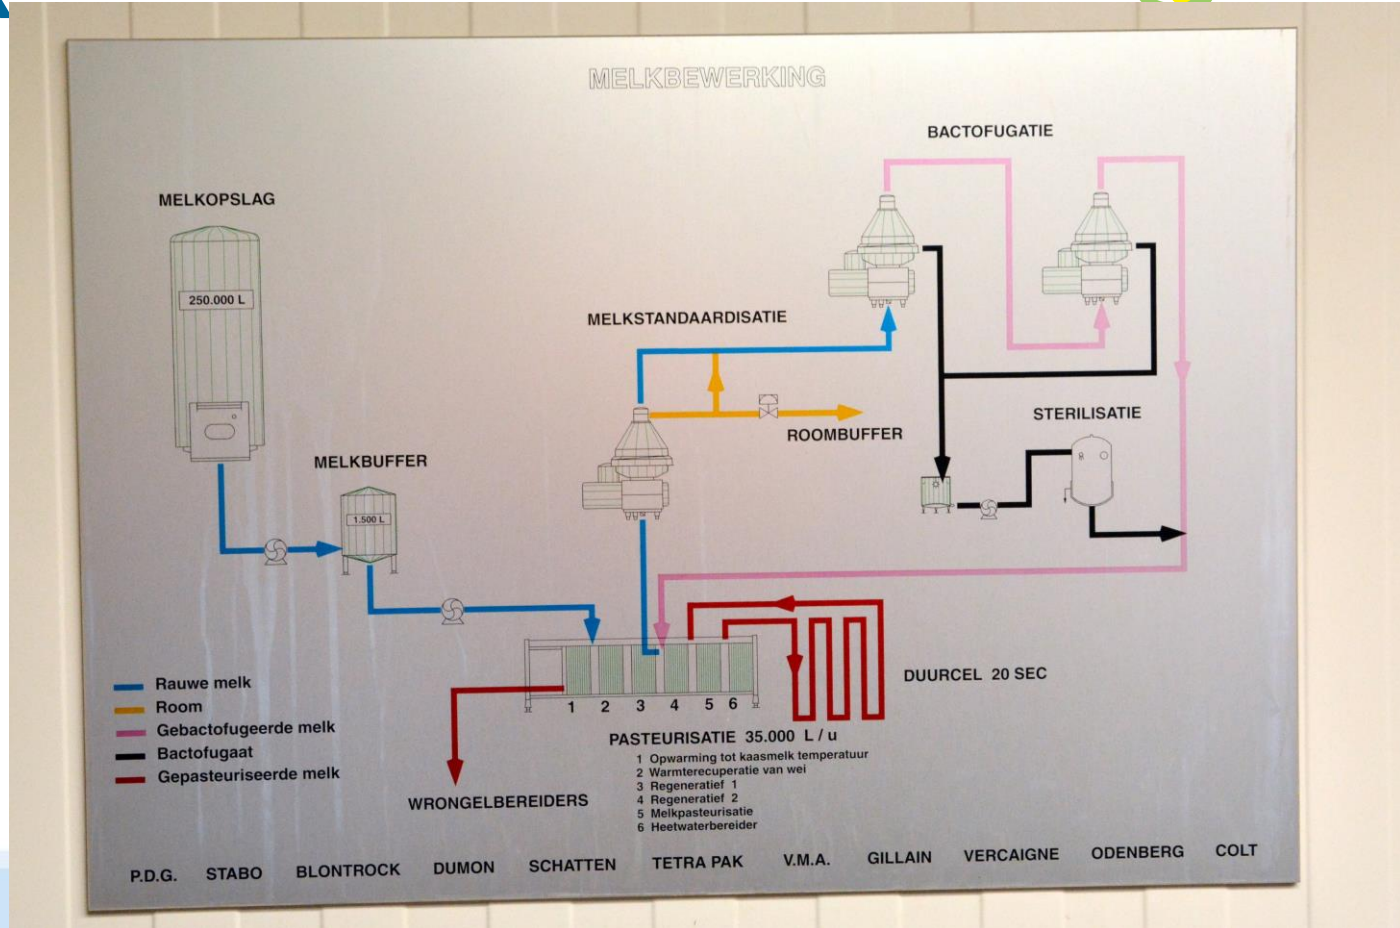 MELKBEWERKING
BACTOFUGATIE
MELKOPSLAG
250.000 L
MELKSTANDAARDISATIE
STERILISATIE
ROOMBUFFER
MELKBUFFER
1.500 L
DUURCEL 20 SEC
Rauwe melk
Room
Gebactofugeerde melk
Bactofugaat
Gepasteuriseerde melk
1 2 3 4 5 6
PASTEURISATIE 35.000 L / u
1 Opwarming tot kaasmelk temperatuur
2 Warmterecuperatie van wei
3 Regeneratief 1
4 Regeneratief 2
5 Melkpasteurisatie
6 Heetwaterbereider
WRONGELBEREIDERS
P.D.G. STABO BLONTROCK DUMON SCHATTEN TETRA PAK V.M.A. GILLAIN VERCAIGNE ODENBERG COLT